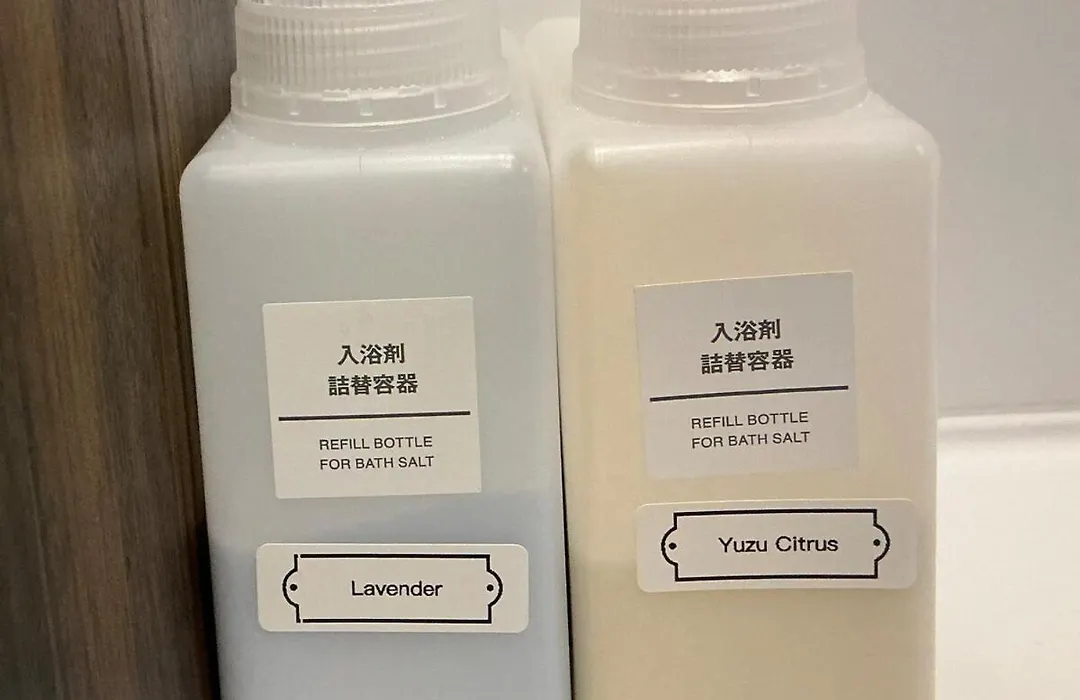 入浴剤
詰替容器
REFILL BOTTLE
FOR BATH SALT
Lavender
入浴剤
詰替容器
REFILL BOTTLE
FOR BATH SALT
Yuzu Citrus